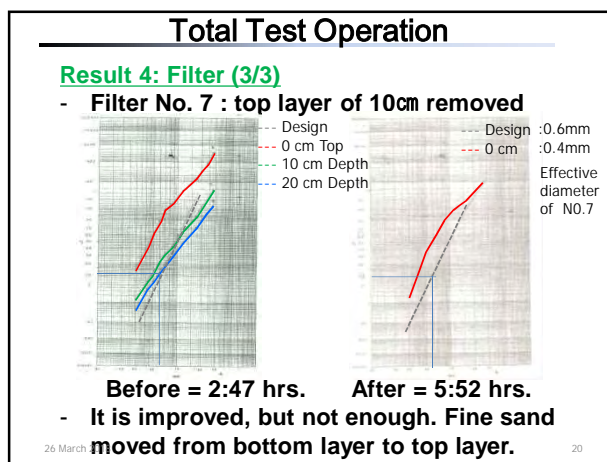 Total Test Operation
Result 4: Filter (3/3)
- Filter No. 7 : top layer of 10cm removed
Design
0 cm Top
10 cm Depth
20 cm Depth
Design :0.6mm
0 cm :0.4mm
Effective
diameter
of N0.7
Before = 2:47 hrs. After = 5:52 hrs.
- It is improved, but not enough. Fine sand
moved from bottom layer to top layer.
26 March
20